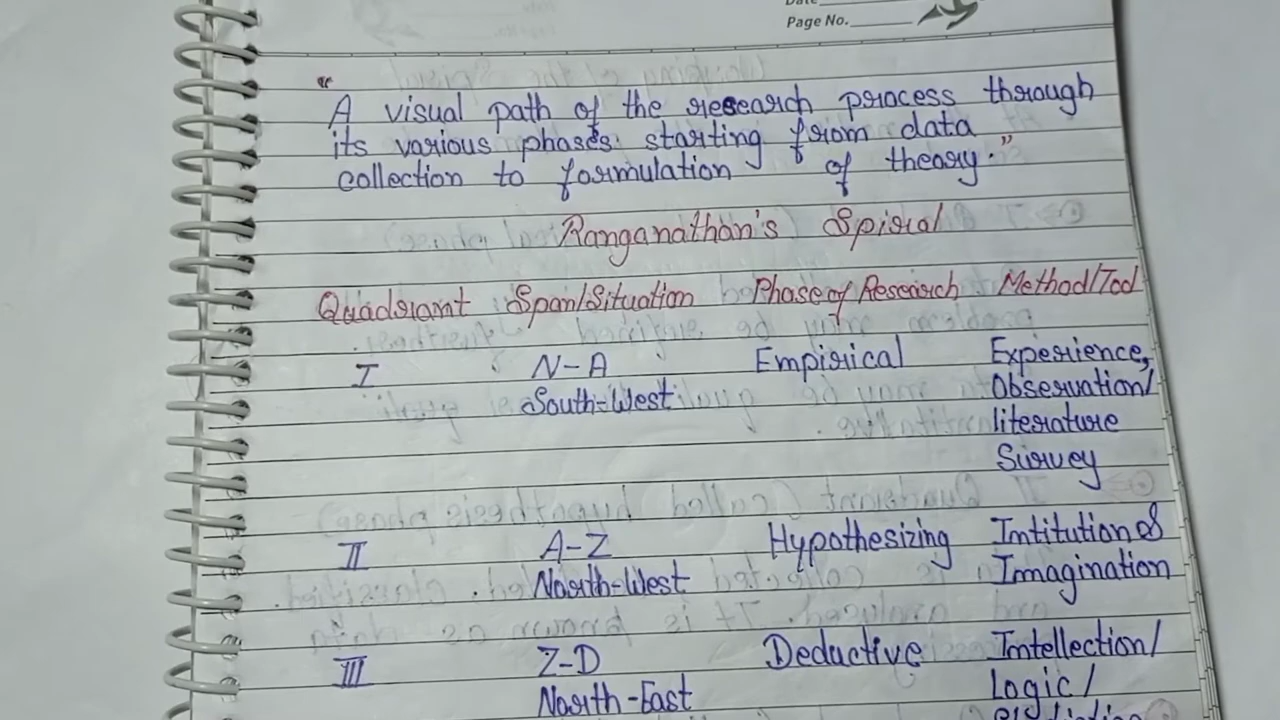 Page No.
"A visual path of the research process through
its various phases starting from data
collection to formulation of theory."
Ranganathan's Spiral
Quadrant Span/Situation Phase of Research Method/Tool
I N-A Empirical Experience,
South-West Observation/
literature
Survey
II A-Z Hypothesizing Intitution &
North-West Imagination
III Z-D Deductive Intellection/
North-East Logic/